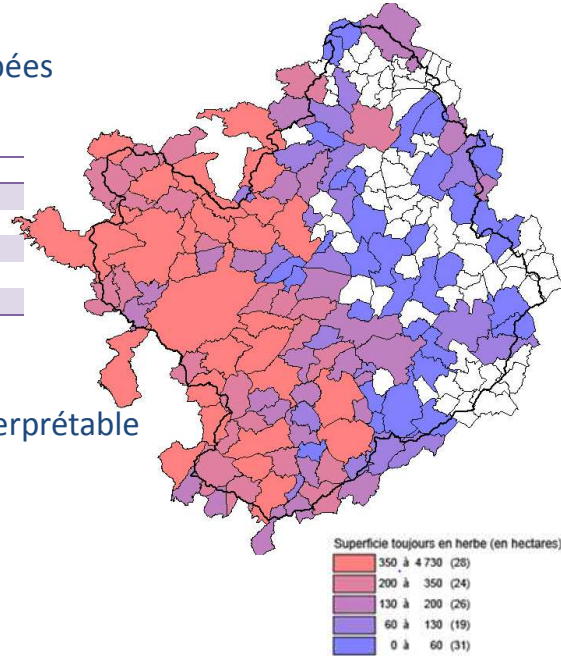 pées
erprétable
Superficie toujours en herbe (en hectares)
350 à 4 730 (28)
200 à 350 (24)
130 à 200 (26)
60 à 130 (19)
0 à 60 (31)